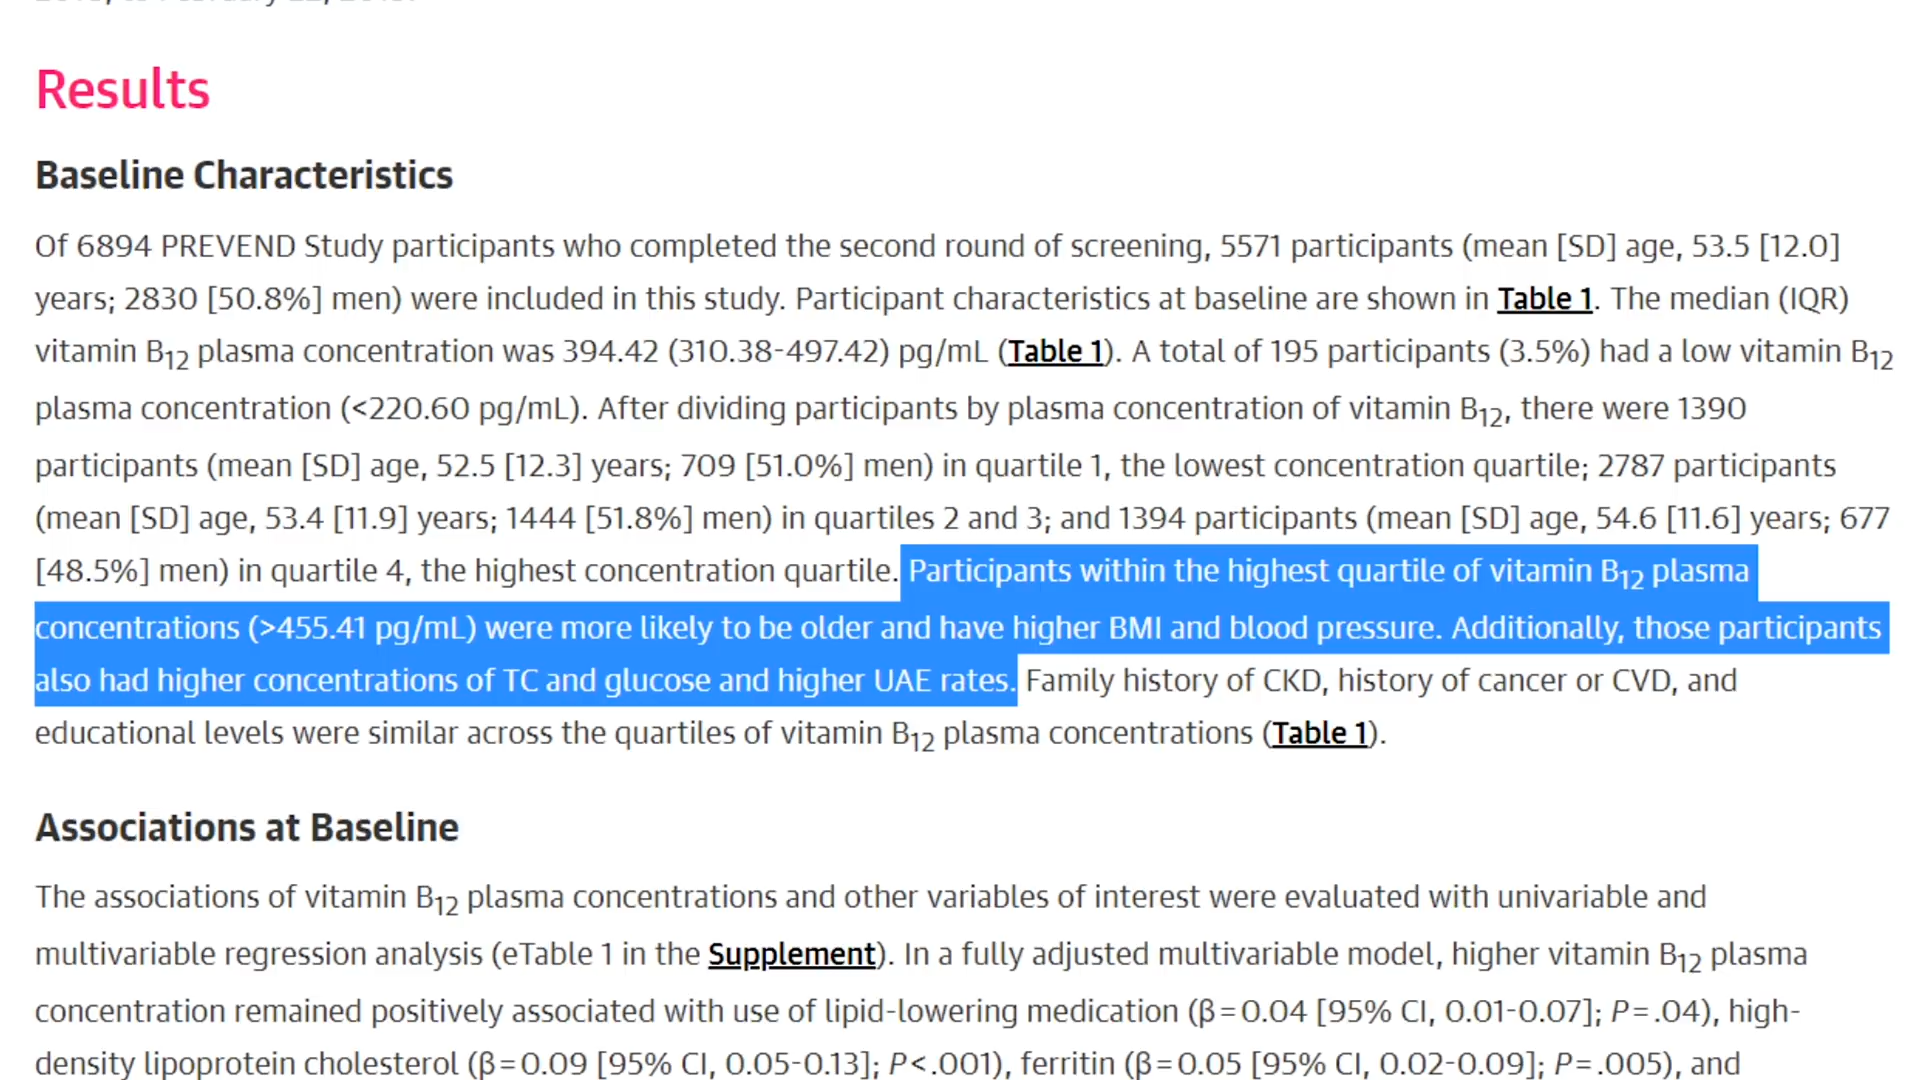 Results
Baseline Characteristics
Of 6894 PREVEND Study participants who completed the second round of screening, 5571 participants (mean [SD] age, 53.5 [12.0]
years; 2830 [50.8%] men) were included in this study. Participant characteristics at baseline are shown in Table 1. The median (IQR)
vitamin B12 plasma concentration was 394.42 (310.38-497.42) pg/mL (Table 1). A total of 195 participants (3.5%) had a low vitamin B12
plasma concentration (<220.60 pg/mL). After dividing participants by plasma concentration of vitamin B12, there were 1390
participants (mean [SD] age, 52.5 [12.3] years; 709 [51.0%] men) in quartile 1, the lowest concentration quartile; 2787 participants
(mean [SD] age, 53.4 [11.9] years; 1444 [51.8%] men) in quartiles 2 and 3; and 1394 participants (mean [SD] age, 54.6 [11.6] years; 677
[48.5%] men) in quartile 4, the highest concentration quartile. Participants within the highest quartile of vitamin B12 plasma
concentrations (>455.41 pg/mL) were more likely to be older and have higher BMI and blood pressure. Additionally, those participants
also had higher concentrations of TC and glucose and higher UAE rates. Family history of CKD, history of cancer or CVD, and
educational levels were similar across the quartiles of vitamin B12 plasma concentrations (Table 1).
Associations at Baseline
The associations of vitamin B12 plasma concentrations and other variables of interest were evaluated with univariable and
multivariable regression analysis (eTable 1 in the Supplement). In a fully adjusted multivariable model, higher vitamin B12 plasma
concentration remained positively associated with use of lipid-lowering medication (β=0.04 [95% CI, 0.01-0.07]; P=.04), high-
density lipoprotein cholesterol (β=0.09 [95% CI, 0.05-0.13]; P<.001), ferritin (β=0.05 [95% CI, 0.02-0.09]; P=.005), and